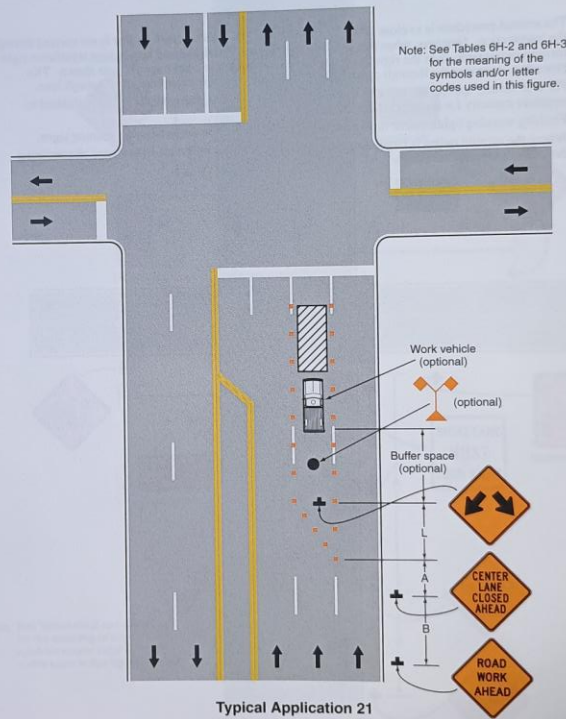 Note: See Tables 6H-2 and 6H-3
for the meaning of the
symbols and/or letter
codes used in this figure.
Work vehicle
(optional)
(optional)
Buffer space
(optional)
L
A
CENTER
LANE
CLOSED
AHEAD
B
ROAD
WORK
AHEAD
Typical Application 21